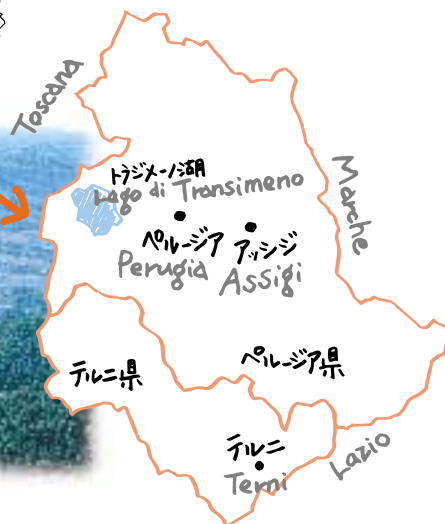 Toscana
トラジメーノ湖
Lago di Transimeno
Marche
ペルージア アッシジ
Perugia Assigi
テルニ県
ペルージア県
テルニ
Terni
Lazio